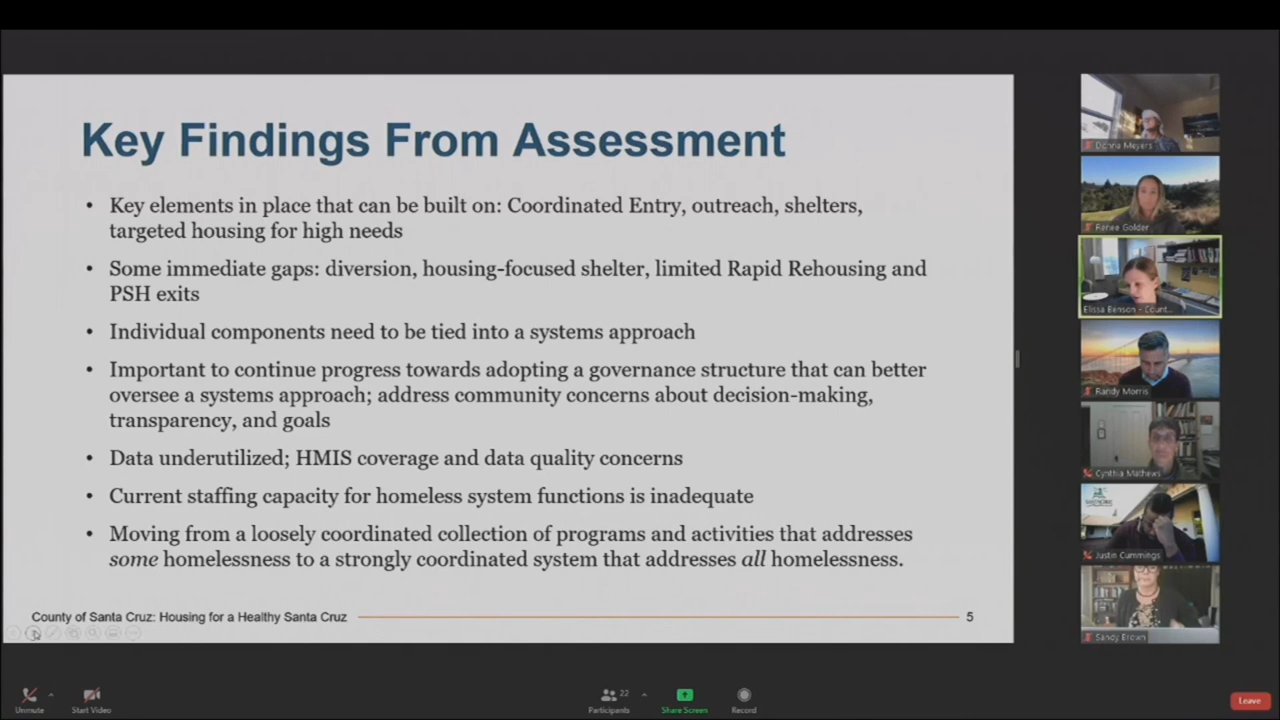 Key Findings From Assessment
• Key elements in place that can be built on: Coordinated Entry, outreach, shelters,
targeted housing for high needs
• Some immediate gaps: diversion, housing-focused shelter, limited Rapid Rehousing and
PSH exits
• Individual components need to be tied into a systems approach
• Important to continue progress towards adopting a governance structure that can better
oversee a systems approach; address community concerns about decision-making,
transparency, and goals
• Data underutilized; HMIS coverage and data quality concerns
• Current staffing capacity for homeless system functions is inadequate
• Moving from a loosely coordinated collection of programs and activities that addresses
some homelessness to a strongly coordinated system that addresses all homelessness.
County of Santa Cruz: Housing for a Healthy Santa Cruz
5
Donna Meyers
Renee Golder
Elissa Benson - Count...
Randy Morris
Cynthia Mathews
Justin Cummings
Sandy Brown
Unmute
Start Video
22
Participants
Share Screen
Record
Leave